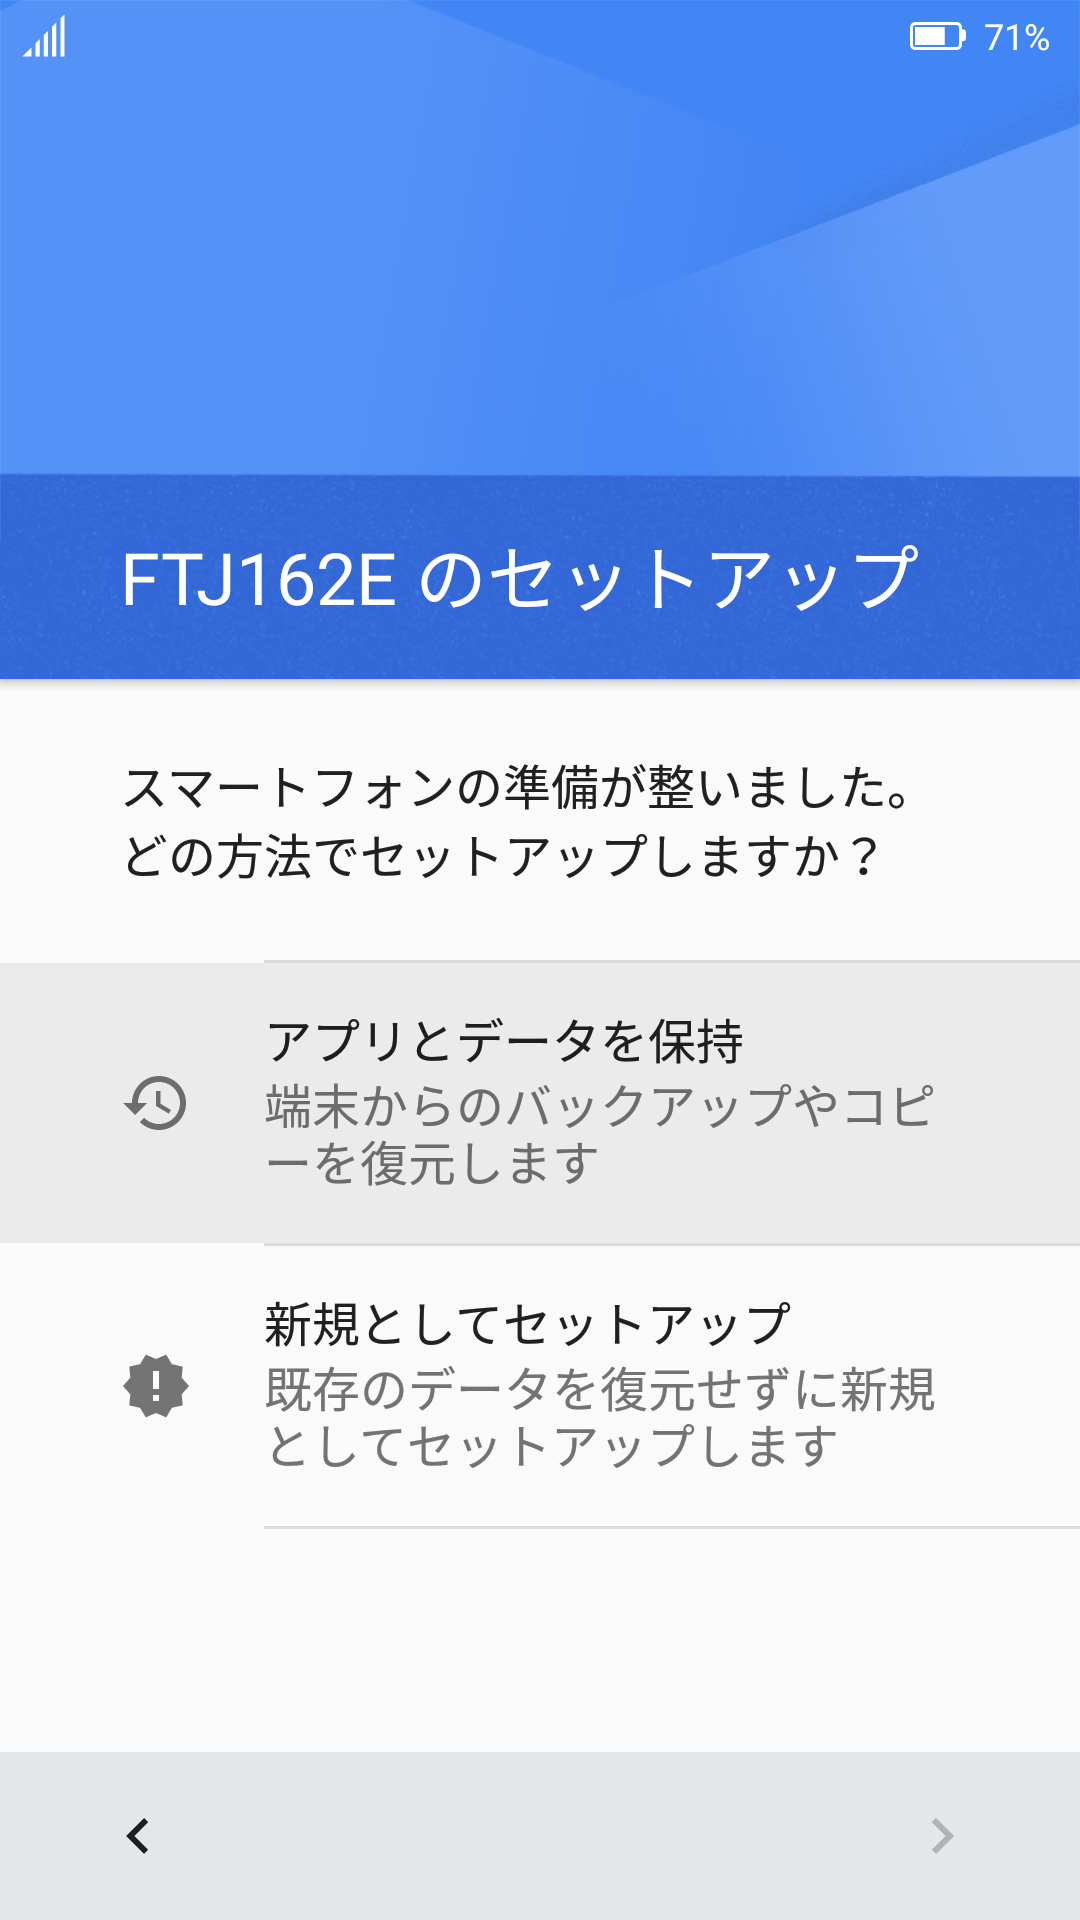 71%
FTJ162E のセットアップ
スマートフォンの準備が整いました。
どの方法でセットアップしますか？
アプリとデータを保持
端末からのバックアップやコピ
ーを復元します
新規としてセットアップ
既存のデータを復元せずに新規
としてセットアップします